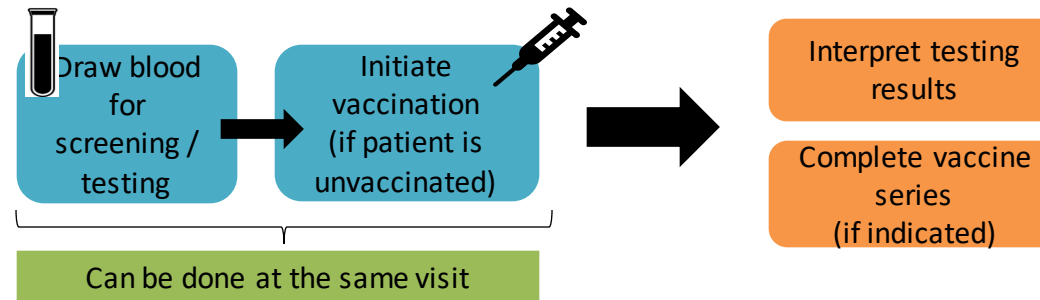 Draw blood
for
screening /
testing
Initiate
vaccination
(if patient is
unvaccinated)
Interpret testing
results
Complete vaccine
series
(if indicated)
Can be done at the same visit